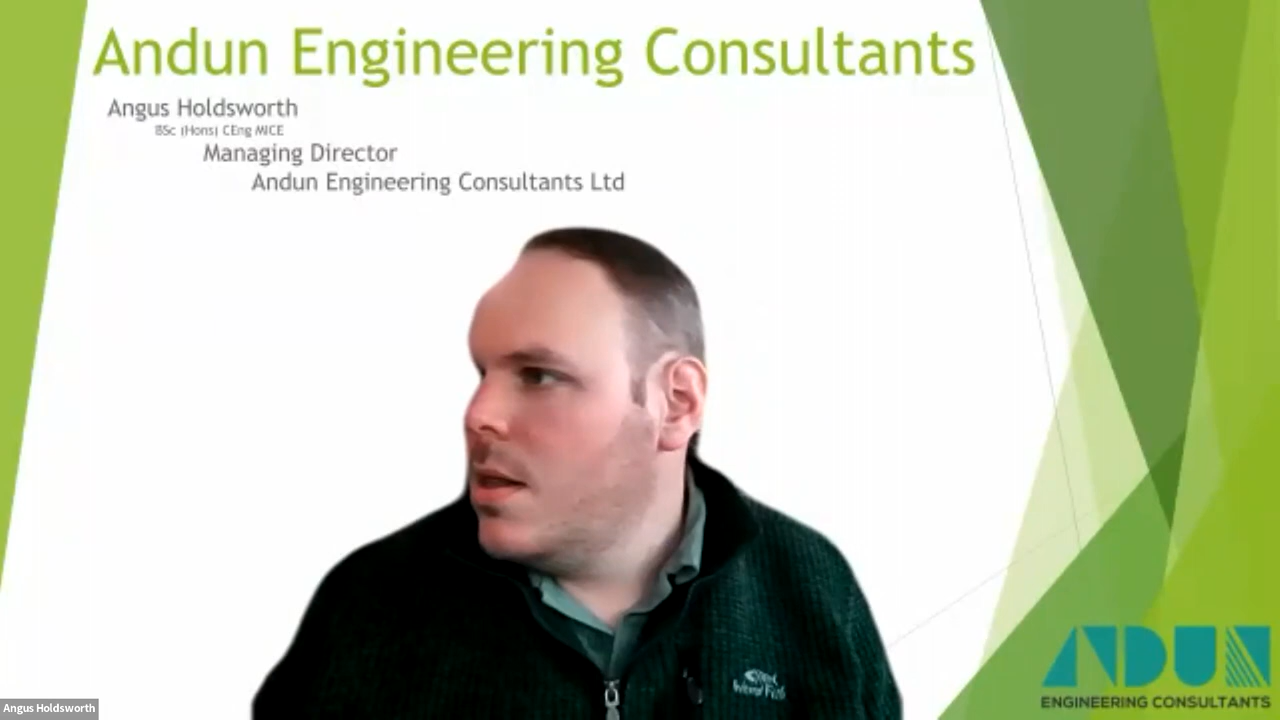 Andun Engineering Consultants
Angus Holdsworth
BSc (Hons) CEng MICE
Managing Director
Andun Engineering Consultants Ltd
ANDUN
ENGINEERING CONSULTANTS
Angus Holdsworth